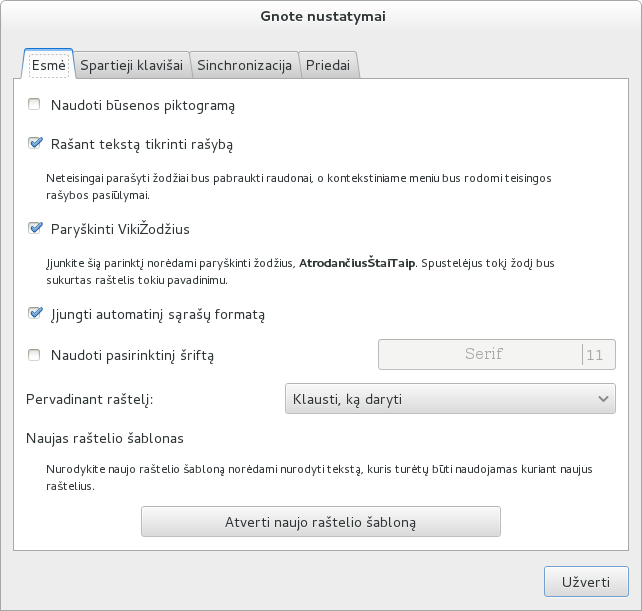 Gnote nustatymai
Esmė
Spartieji klavišai
Sinchronizacija
Priedai
Naudoti būsenos piktogramą
Rašant tekstą tikrinti rašybą
Neteisingai parašyti žodžiai bus pabraukti raudonai, o kontekstiniame meniu bus rodomi teisingos
rašybos pasiūlymai.
Paryškinti VikiŽodžius
Įjunkite šią parinktį norėdami paryškinti žodžius, AtrodančiusŠtaiTaip. Spustelėjus tokį žodį bus
sukurtas raštelis tokiu pavadinimu.
Įjungti automatinį sąrašų formatą
Naudoti pasirinktinį šriftą
Serif
11
Pervadinant raštelį:
Klausti, ką daryti
Naujas raštelio šablonas
Nurodykite naujo raštelio šabloną norėdami nurodyti tekstą, kuris turėtų būti naudojamas kuriant naujus
raštelius.
Atverti naujo raštelio šabloną
Užverti